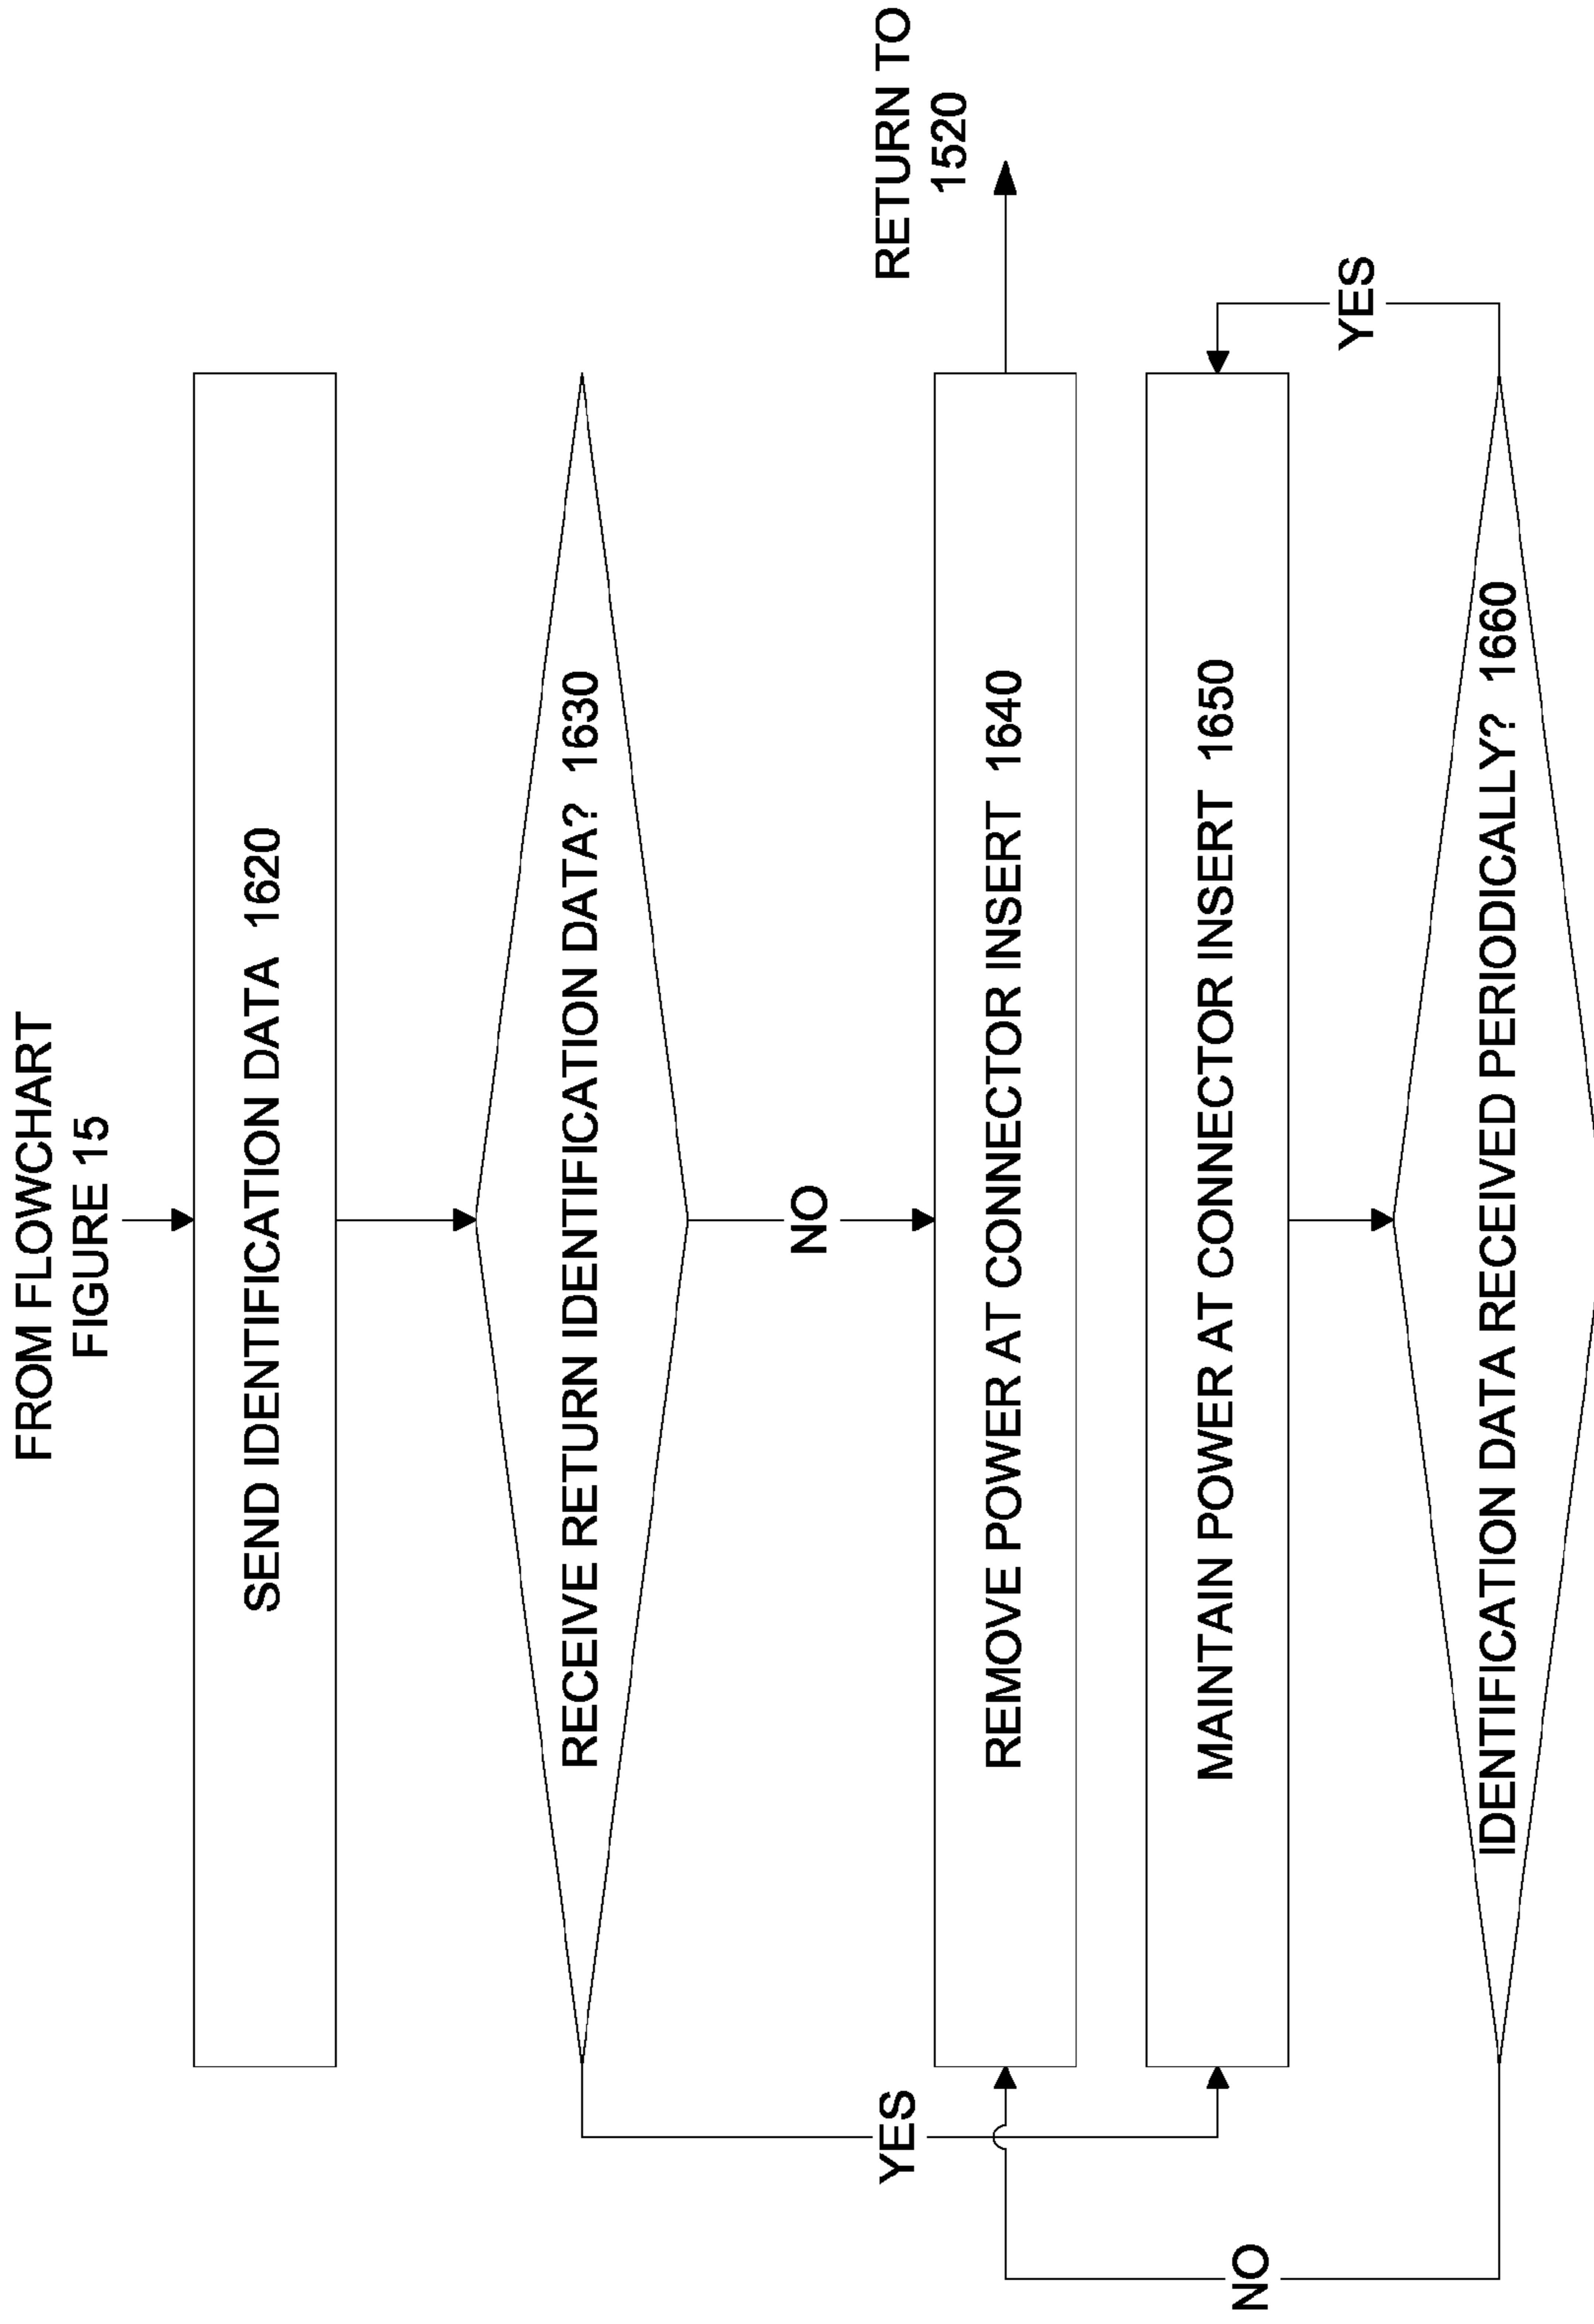 FROM FLOWCHART
FIGURE 15
SEND IDENTIFICATION DATA 1620
RECEIVE RETURN IDENTIFICATION DATA? 1630
YES
NO
RETURN TO
1520
REMOVE POWER AT CONNECTOR INSERT 1640
MAINTAIN POWER AT CONNECTOR INSERT 1650
NO
YES
IDENTIFICATION DATA RECEIVED PERIODICALLY? 1660